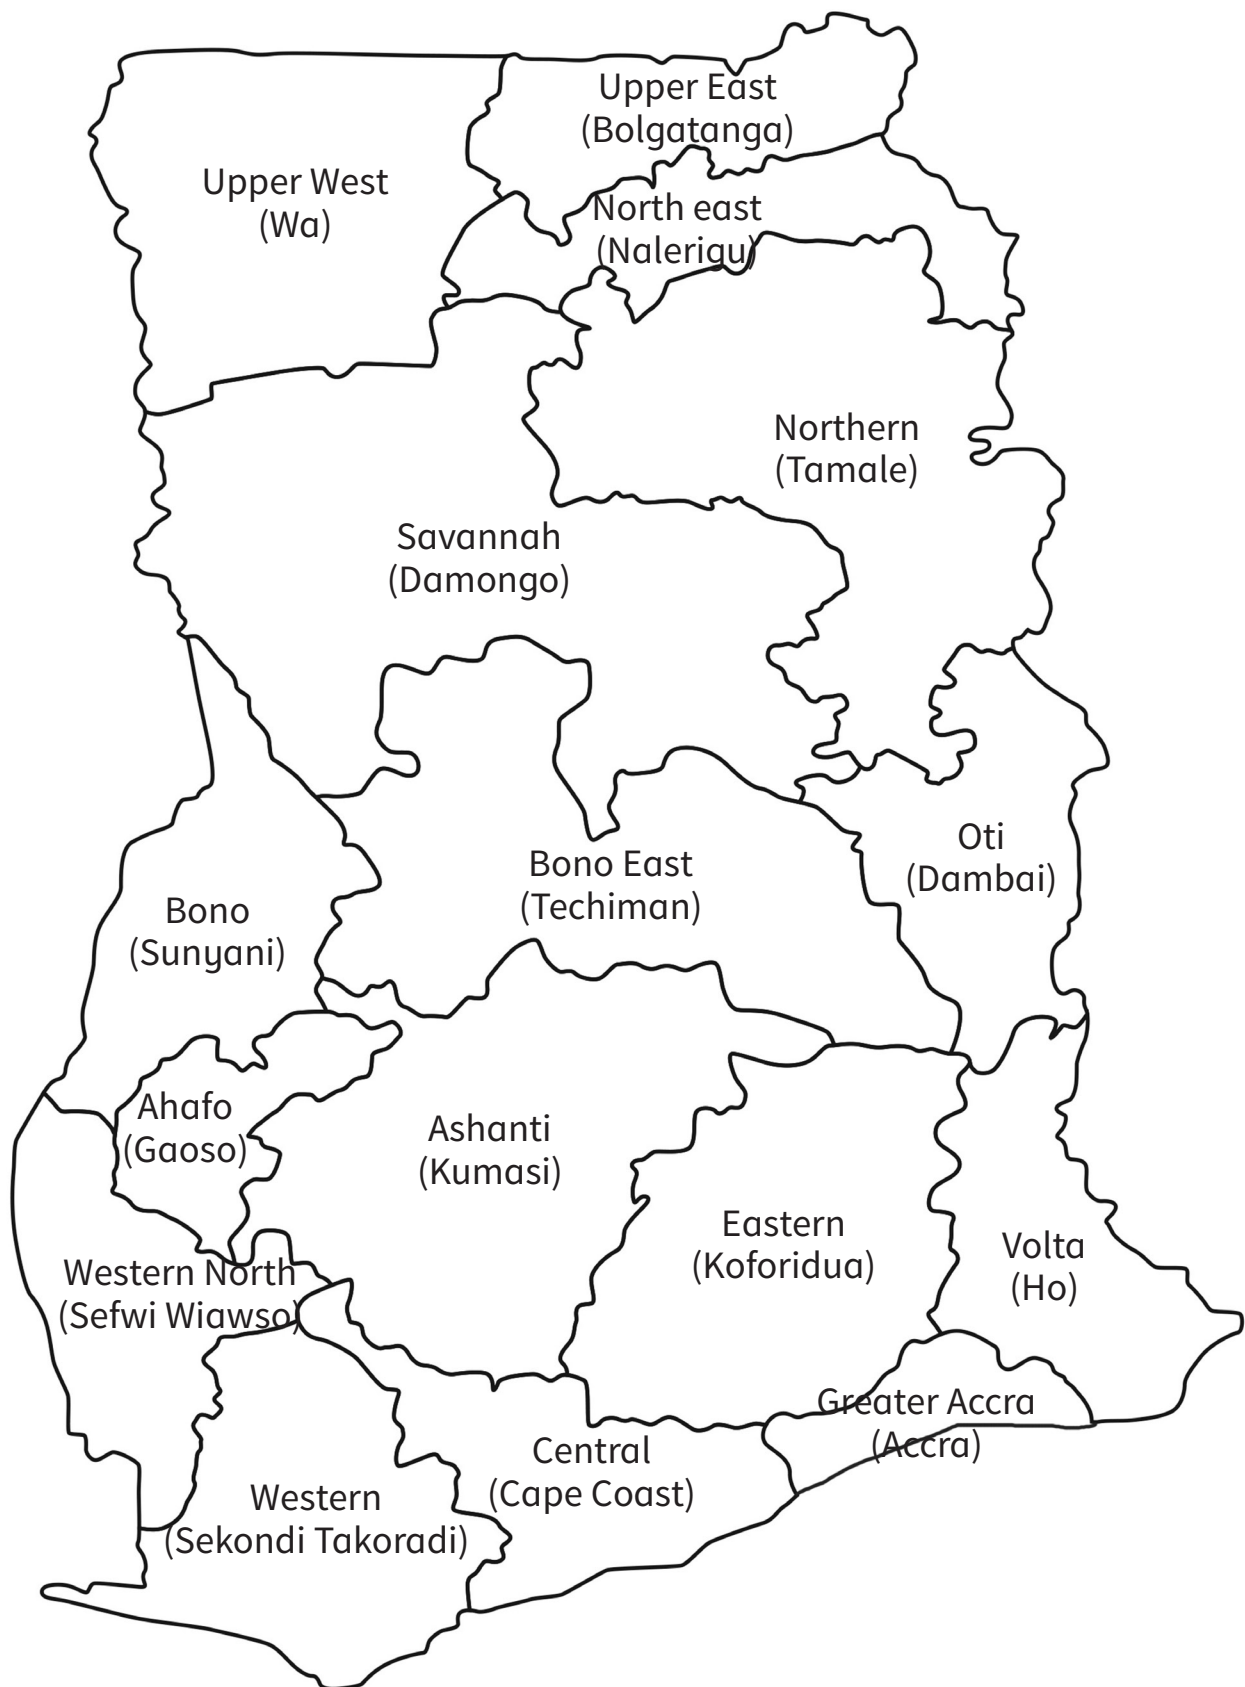 Upper East
(Bolgatanga)
Upper West
(Wa)
North east
(Nalerigu)
Northern
(Tamale)
Savannah
(Damongo)
Oti
(Dambai)
Bono East
(Techiman)
Bono
(Sunyani)
Ahafo
(Gaoso)
Ashanti
(Kumasi)
Eastern
(Koforidua)
Volta
(Ho)
Western North
(Sefwi Wiawso)
Greater Accra
(Accra)
Central
(Cape Coast)
Western
(Sekondi Takoradi)